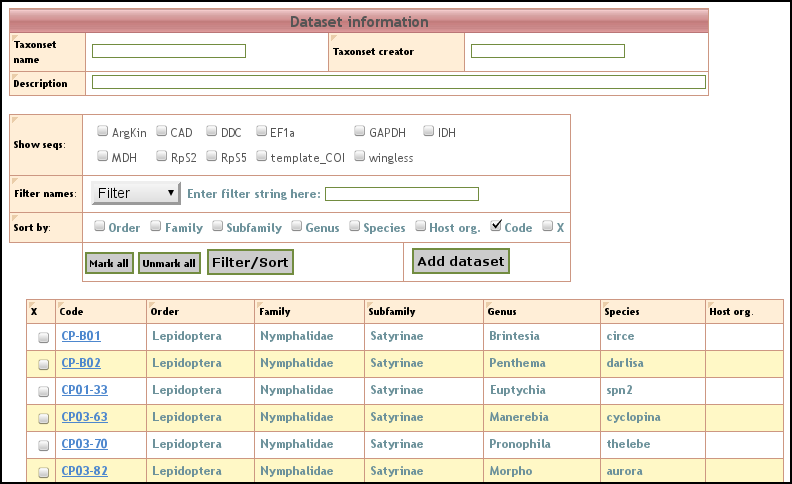 Dataset information
Taxonset name
Taxonset creator
Description
Show seqs:
ArgKin CAD DDC EF1a GAPDH IDH
MDH RpS2 RpS5 template_COI wingless
Filter names: Filter Enter filter string here:
Sort by: Order Family Subfamily Genus Species Host org. Code X
Mark all Unmark all Filter/Sort Add dataset
X Code Order Family Subfamily Genus Species Host org.
CP-B01 Lepidoptera Nymphalidae Satyrinae Brintesia circe
CP-B02 Lepidoptera Nymphalidae Satyrinae Penthema darlisa
CP01-33 Lepidoptera Nymphalidae Satyrinae Euptychia spn2
CP03-63 Lepidoptera Nymphalidae Satyrinae Manerebia cyclopina
CP03-70 Lepidoptera Nymphalidae Satyrinae Pronophila thelebe
CP03-82 Lepidoptera Nymphalidae Satyrinae Morpho aurora